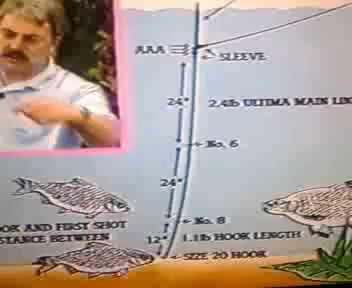 AAA
SLEEVE
24"
2.4lb ULTIMA MAIN LIN
No. 6
24"
No. 8
OOK AND FIRST SHOT
STANCE BETWEEN
12"
1.1lb HOOK LENGTH
SIZE 20 HOOK